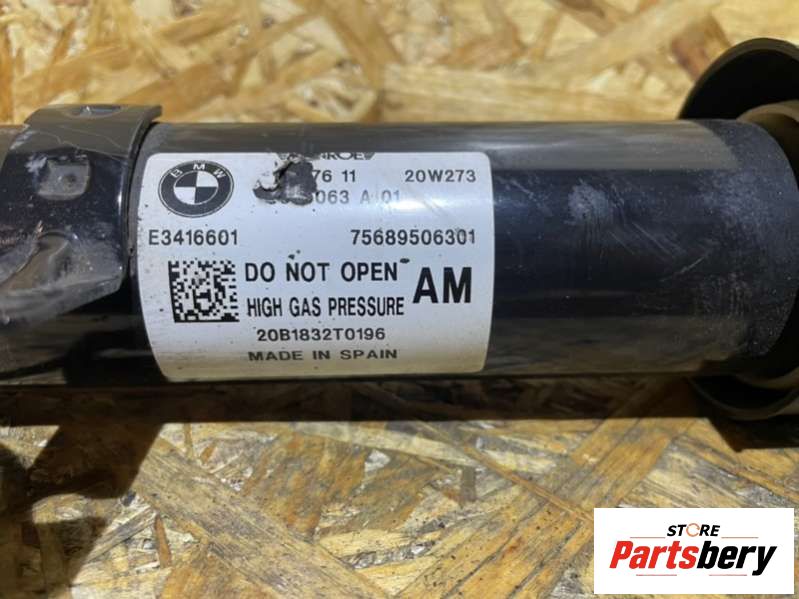 BMW
76 11 20W273
063 A 01
E3416601 75689506301
DO NOT OPEN
HIGH GAS PRESSURE
AM
20B1832T0196
MADE IN SPAIN
STORE
Partsbery